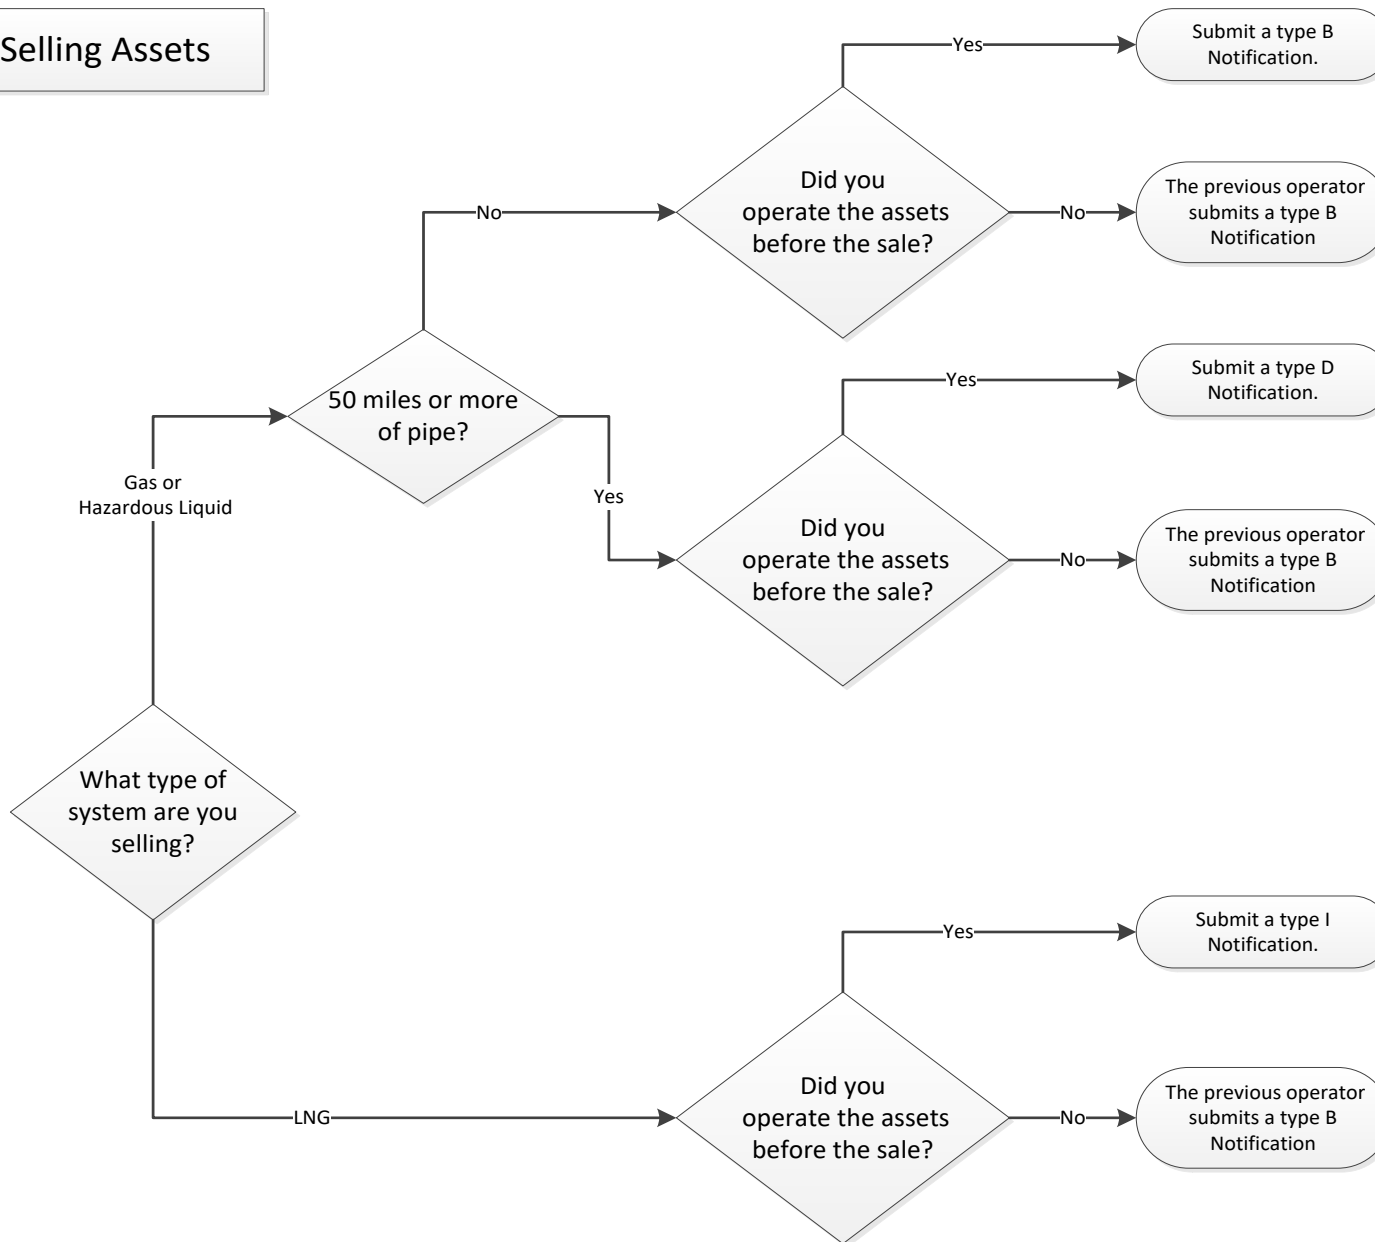 Selling Assets
Yes
Submit a type B
Notification.
Did you
operate the assets
before the sale?
No
No
The previous operator
submits a type B
Notification
50 miles or more
of pipe?
Yes
Submit a type D
Notification.
Gas or
Hazardous Liquid
Yes
Did you
operate the assets
before the sale?
No
The previous operator
submits a type B
Notification
What type of
system are you
selling?
Yes
Submit a type I
Notification.
LNG
Did you
operate the assets
before the sale?
No
The previous operator
submits a type B
Notification